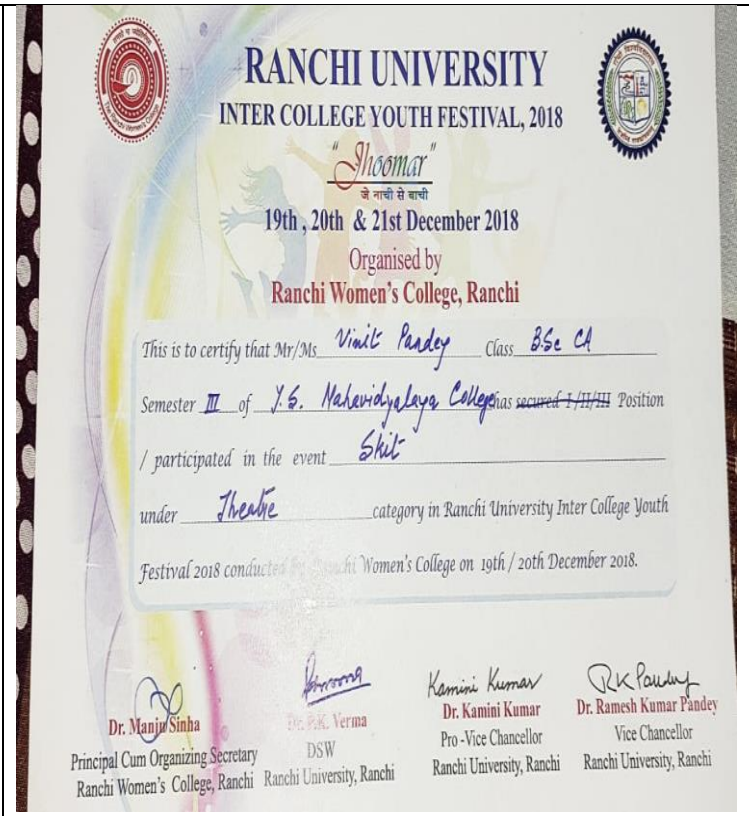 RANCHI UNIVERSITY
INTER COLLEGE YOUTH FESTIVAL, 2018
"Jhoomar"
जे नाची से बाची
19th , 20th & 21st December 2018
Organised by
Ranchi Women's College, Ranchi
This is to certify that Mr/Ms Vinit Pandey Class B.Sc CA
Semester III of Y.S. Mahavidyalaya College has secured I/II/III Position
/ participated in the event Skit
under Theatre category in Ranchi University Inter College Youth
Festival 2018 conducted by Ranchi Women's College on 19th / 20th December 2018.
Kamini Kumar RK Pandey
Dr. Manju Sinha Dr. P.K. Verma Dr. Kamini Kumar Dr. Ramesh Kumar Pandey
Principal Cum Organizing Secretary DSW Pro -Vice Chancellor Vice Chancellor
Ranchi Women's College, Ranchi Ranchi University, Ranchi Ranchi University, Ranchi Ranchi University, Ranchi